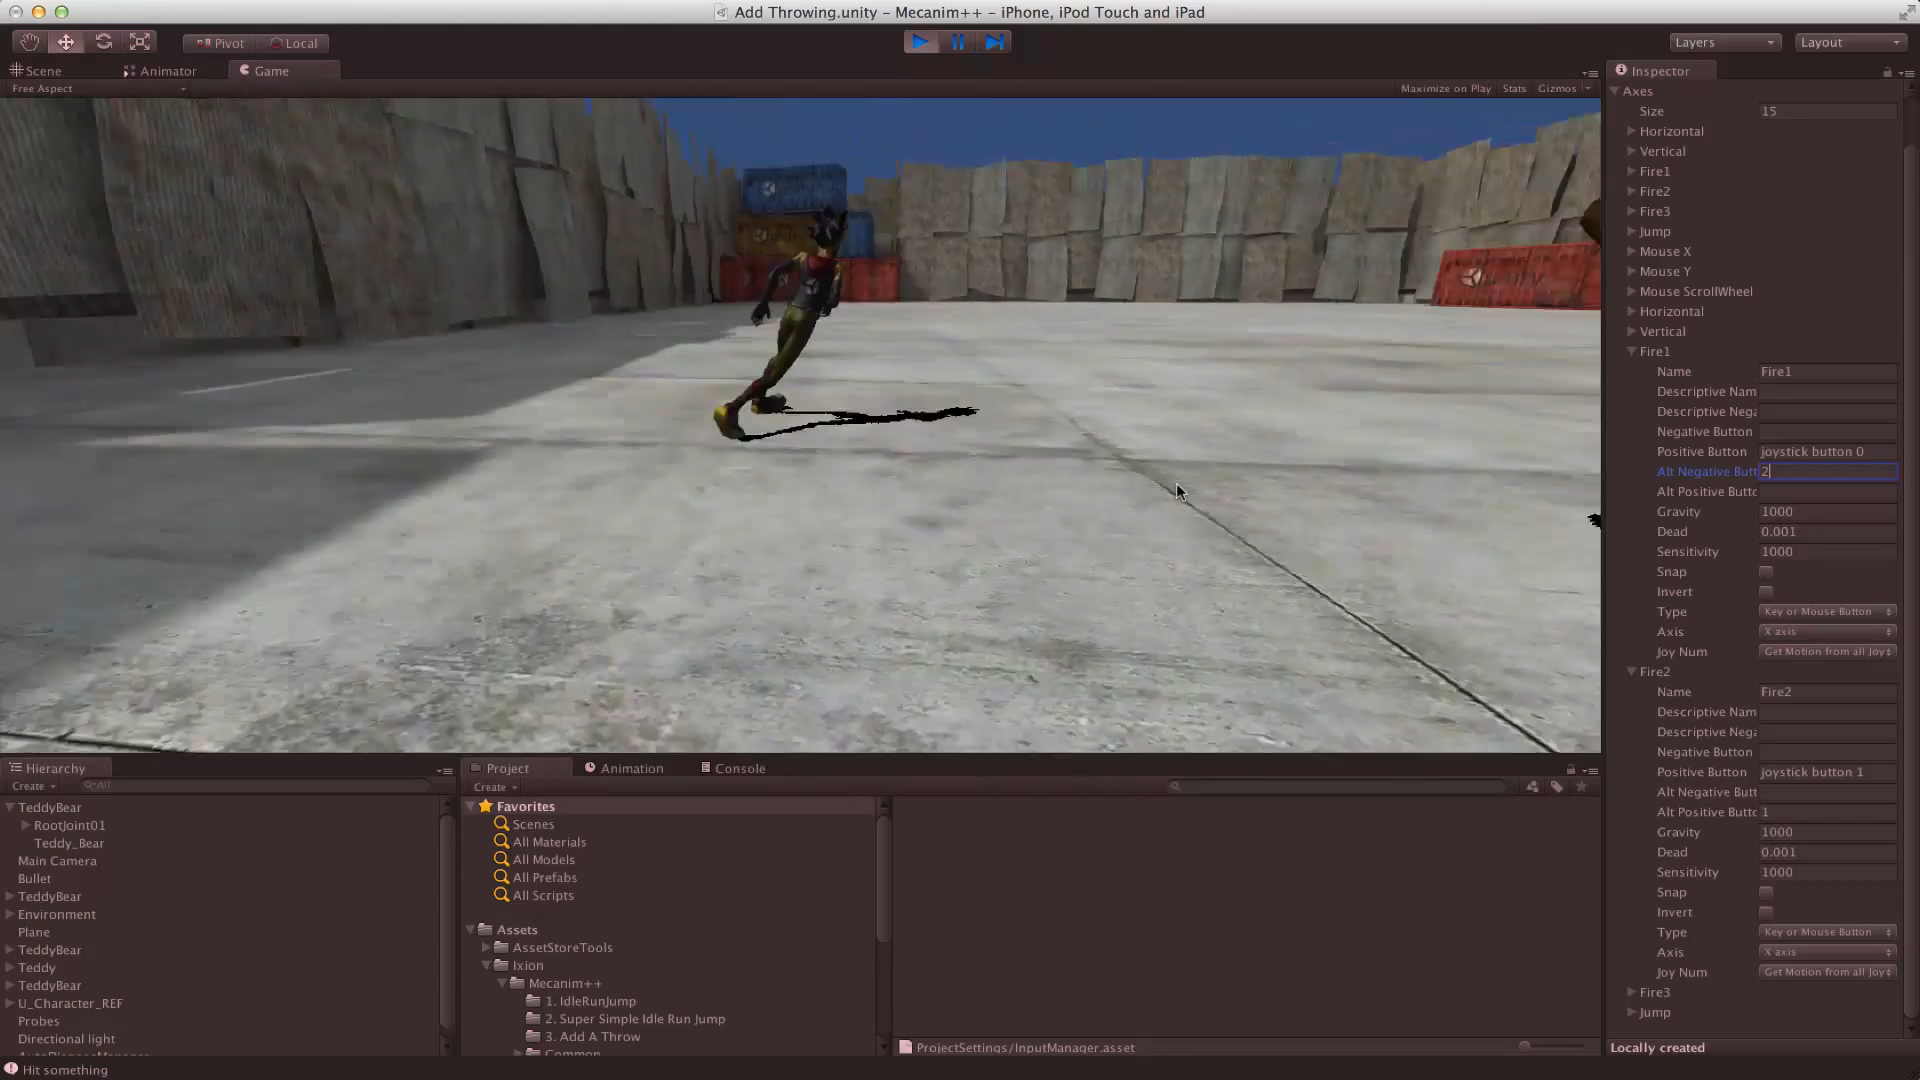 Add Throwing.unity – Mecanim++ – iPhone, iPod Touch and iPad
Pivot Local
Layers Layout
Scene Animator Game
Free Aspect Maximize on Play Stats Gizmos
Hierarchy
Create All
TeddyBear
RootJoint01
Teddy_Bear
Main Camera
Bullet
TeddyBear
Environment
Plane
TeddyBear
Teddy
TeddyBear
U_Character_REF
Probes
Directional light
Project Animation Console
Create
Favorites
Scenes
All Materials
All Models
All Prefabs
All Scripts
Assets
AssetStoreTools
Ixion
Mecanim++
1. IdleRunJump
2. Super Simple Idle Run Jump
3. Add A Throw
Common
ProjectSettings/InputManager.asset
Hit something
Inspector
Axes
Size 15
Horizontal
Vertical
Fire1
Fire2
Fire3
Jump
Mouse X
Mouse Y
Mouse ScrollWheel
Horizontal
Vertical
Fire1
Name Fire1
Descriptive Nam
Descriptive Nega
Negative Button
Positive Button joystick button 0
Alt Negative Butt 2
Alt Positive Butto
Gravity 1000
Dead 0.001
Sensitivity 1000
Snap
Invert
Type Key or Mouse Button
Axis X axis
Joy Num Get Motion from all Joy
Fire2
Name Fire2
Descriptive Nam
Descriptive Nega
Negative Button
Positive Button joystick button 1
Alt Negative Butt
Alt Positive Butto 1
Gravity 1000
Dead 0.001
Sensitivity 1000
Snap
Invert
Type Key or Mouse Button
Axis X axis
Joy Num Get Motion from all Joy
Fire3
Jump
Locally created